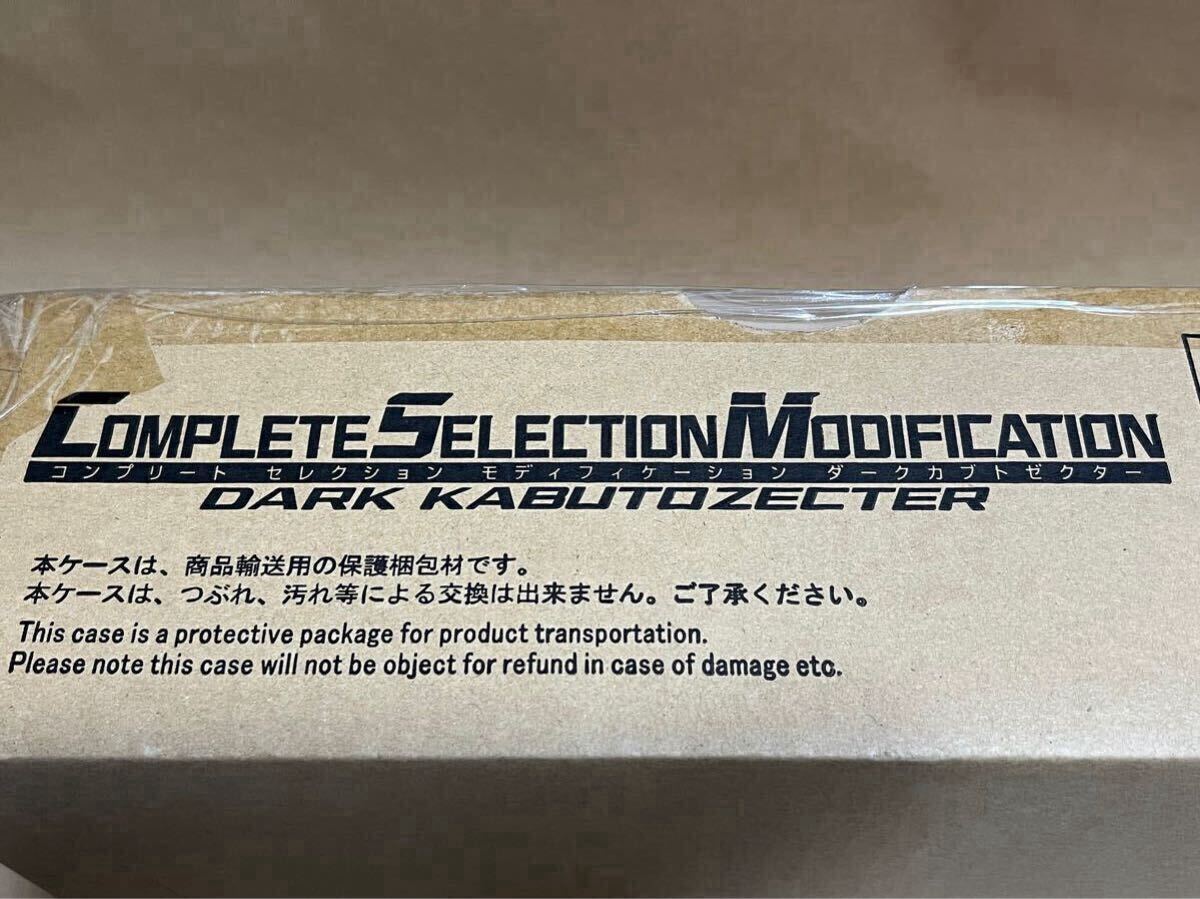 COMPLETE SELECTION MODIFICATION
コンプリート セレクション モディフィケーション ダークカブトゼクター
DARK KABUTOZECTER
本ケースは、商品輸送用の保護梱包材です。
本ケースは、つぶれ、汚れ等による交換は出来ません。ご了承ください。
This case is a protective package for product transportation.
Please note this case will not be object for refund in case of damage etc.